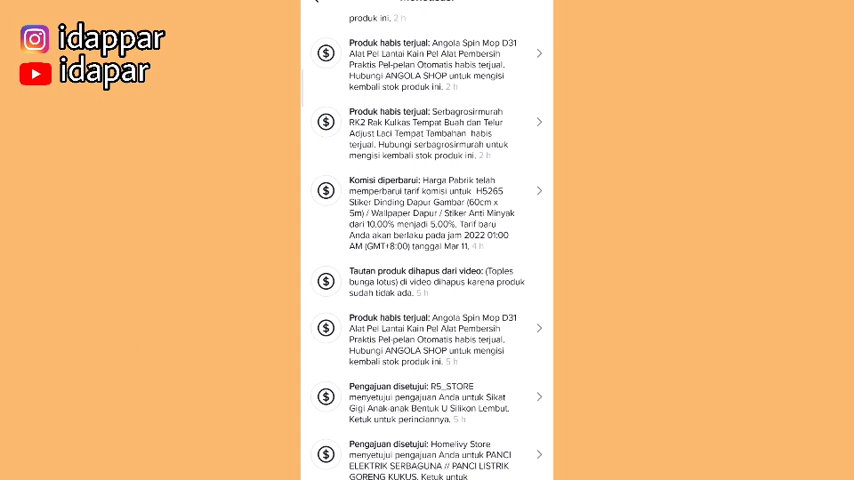 idappar
idapar
produk ini. 2 h
Produk habis terjual: Angola Spin Mop D31
Alat Pel Lantai Kain Pel Alat Pembersih
Praktis Pel-pelan Otomatis habis terjual.
Hubungi ANGOLA SHOP untuk mengisi
kembali stok produk ini. 2 h
Produk habis terjual: Serbagrosirmurah
RK2 Rak Kulkas Tempat Buah dan Telur
Adjust Laci Tempat Tambahan habis
terjual. Hubungi serbagrosirmurah untuk
mengisi kembali stok produk ini. 2 h
Komisi diperbarui: Harga Pabrik telah
memperbarui tarif komisi untuk H5265
Stiker Dinding Dapur Gambar (60cm x
5m) / Wallpaper Dapur / Stiker Anti Minyak
dari 10.00% menjadi 5.00%. Tarif baru
Anda akan berlaku pada jam 2022 01:00
AM (GMT+8:00) tanggal Mar 11. 4 h
Tautan produk dihapus dari video: (Toples
bunga lotus) di video dihapus karena produk
sudah tidak ada. 5 h
Produk habis terjual: Angola Spin Mop D31
Alat Pel Lantai Kain Pel Alat Pembersih
Praktis Pel-pelan Otomatis habis terjual.
Hubungi ANGOLA SHOP untuk mengisi
kembali stok produk ini. 5 h
Pengajuan disetujui: R5_STORE
menyetujui pengajuan Anda untuk Sikat
Gigi Anak-anak Bentuk U Silikon Lembut.
Ketuk untuk perinciannya. 5 h
Pengajuan disetujui: Homelivy Store
menyetujui pengajuan Anda untuk PANCI
ELEKTRIK SERBAGUNA // PANCI LISTRIK
GORENG KUKUS. Ketuk untuk